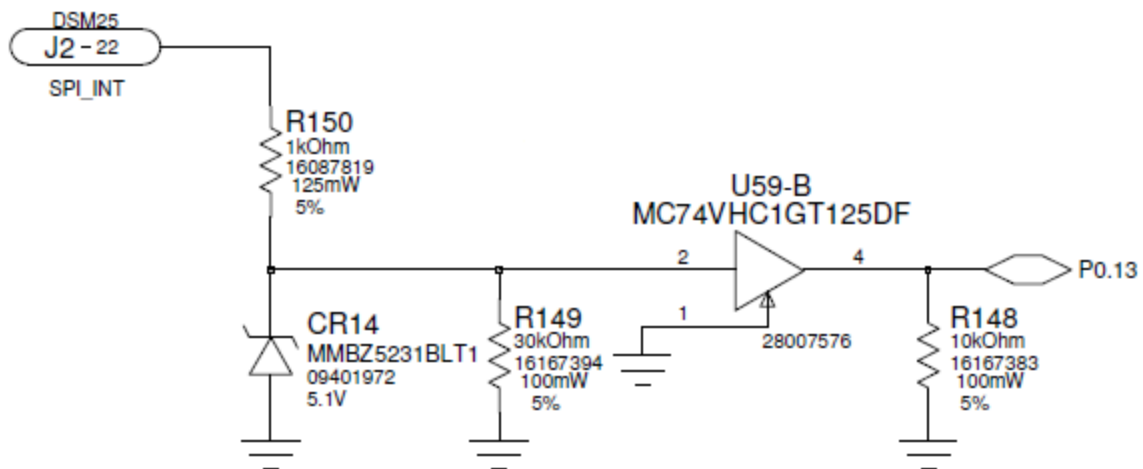 DSM25
J2 - 22
SPI_INT
R150
1kOhm
16087819
125mW
5%
U59-B
MC74VHC1GT125DF
2
4
P0.13
1
28007576
CR14
MMBZ5231BLT1
09401972
5.1V
R149
30kOhm
16167394
100mW
5%
R148
10kOhm
16167383
100mW
5%